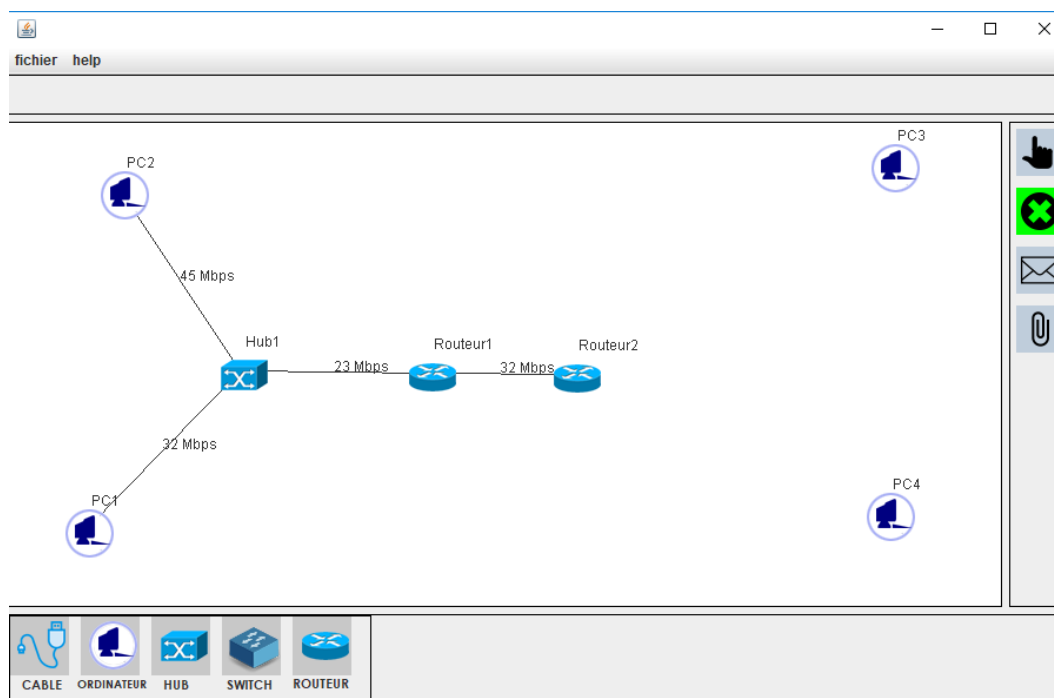 fichier help
PC3
PC2
45 Mbps
Hub1
Routeur1
Routeur2
23 Mbps
32 Mbps
32 Mbps
PC4
PC1
CABLE ORDINATEUR HUB SWITCH ROUTEUR